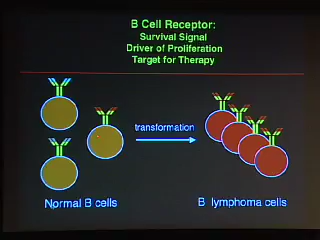 B Cell Receptor:
Survival Signal
Driver of Proliferation
Target for Therapy
transformation
Normal B cells
B lymphoma cells